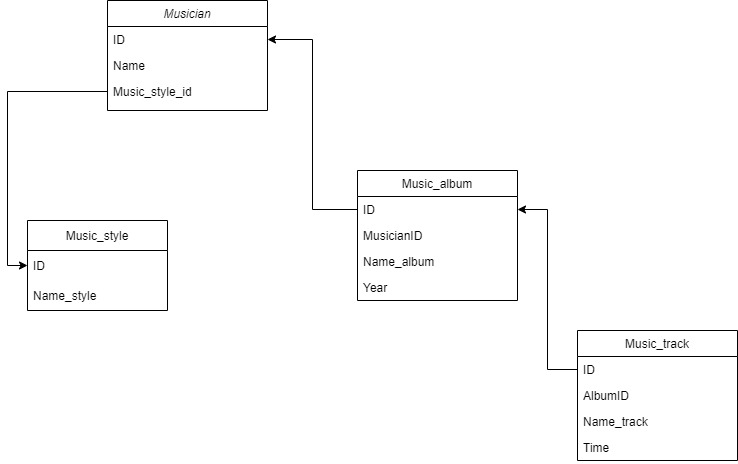 Musician
ID
Name
Music_style_id
Music_album
ID
MusicianID
Name_album
Year
Music_style
ID
Name_style
Music_track
ID
AlbumID
Name_track
Time